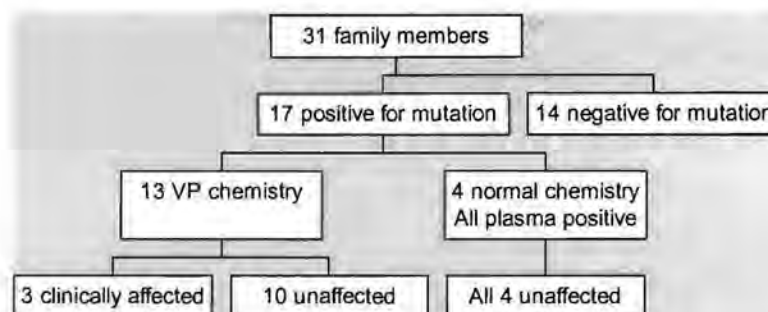 31 family members
17 positive for mutation
14 negative for mutation
13 VP chemistry
4 normal chemistry
All plasma positive
3 clinically affected
10 unaffected
All 4 unaffected